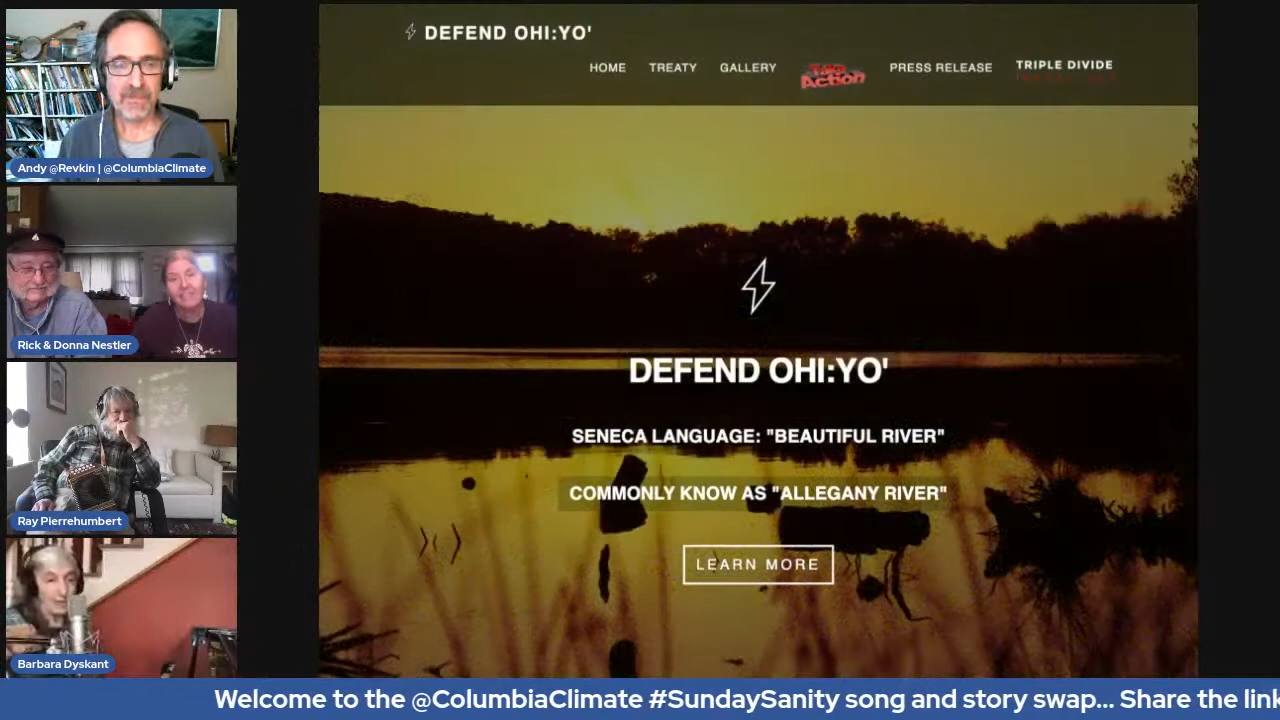 DEFEND OHI:YO'
HOME TREATY GALLERY Take Action PRESS RELEASE TRIPLE DIVIDE
DEFEND OHI:YO'
SENECA LANGUAGE: "BEAUTIFUL RIVER"
COMMONLY KNOW AS "ALLEGANY RIVER"
LEARN MORE
Andy @Revkin | @ColumbiaClimate
Rick & Donna Nestler
Ray Pierrehumbert
Barbara Dyskant
Welcome to the @ColumbiaClimate #SundaySanity song and story swap... Share the link